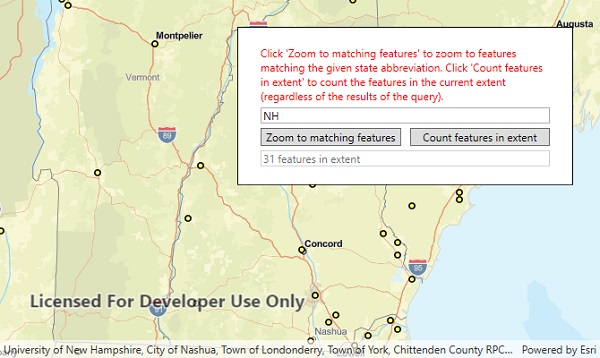 Montpelier
Augusta
Vermont
89
Click 'Zoom to matching features' to zoom to features
matching the given state abbreviation. Click 'Count features
in extent' to count the features in the current extent
(regardless of the results of the query).
NH
Zoom to matching features
Count features in extent
31 features in extent
Concord
95
Licensed For Developer Use Only
91
Nashua
University of New Hampshire, City of Nashua, Town of Londonderry, Town of York, Chittenden County RPC...
Powered by Esri